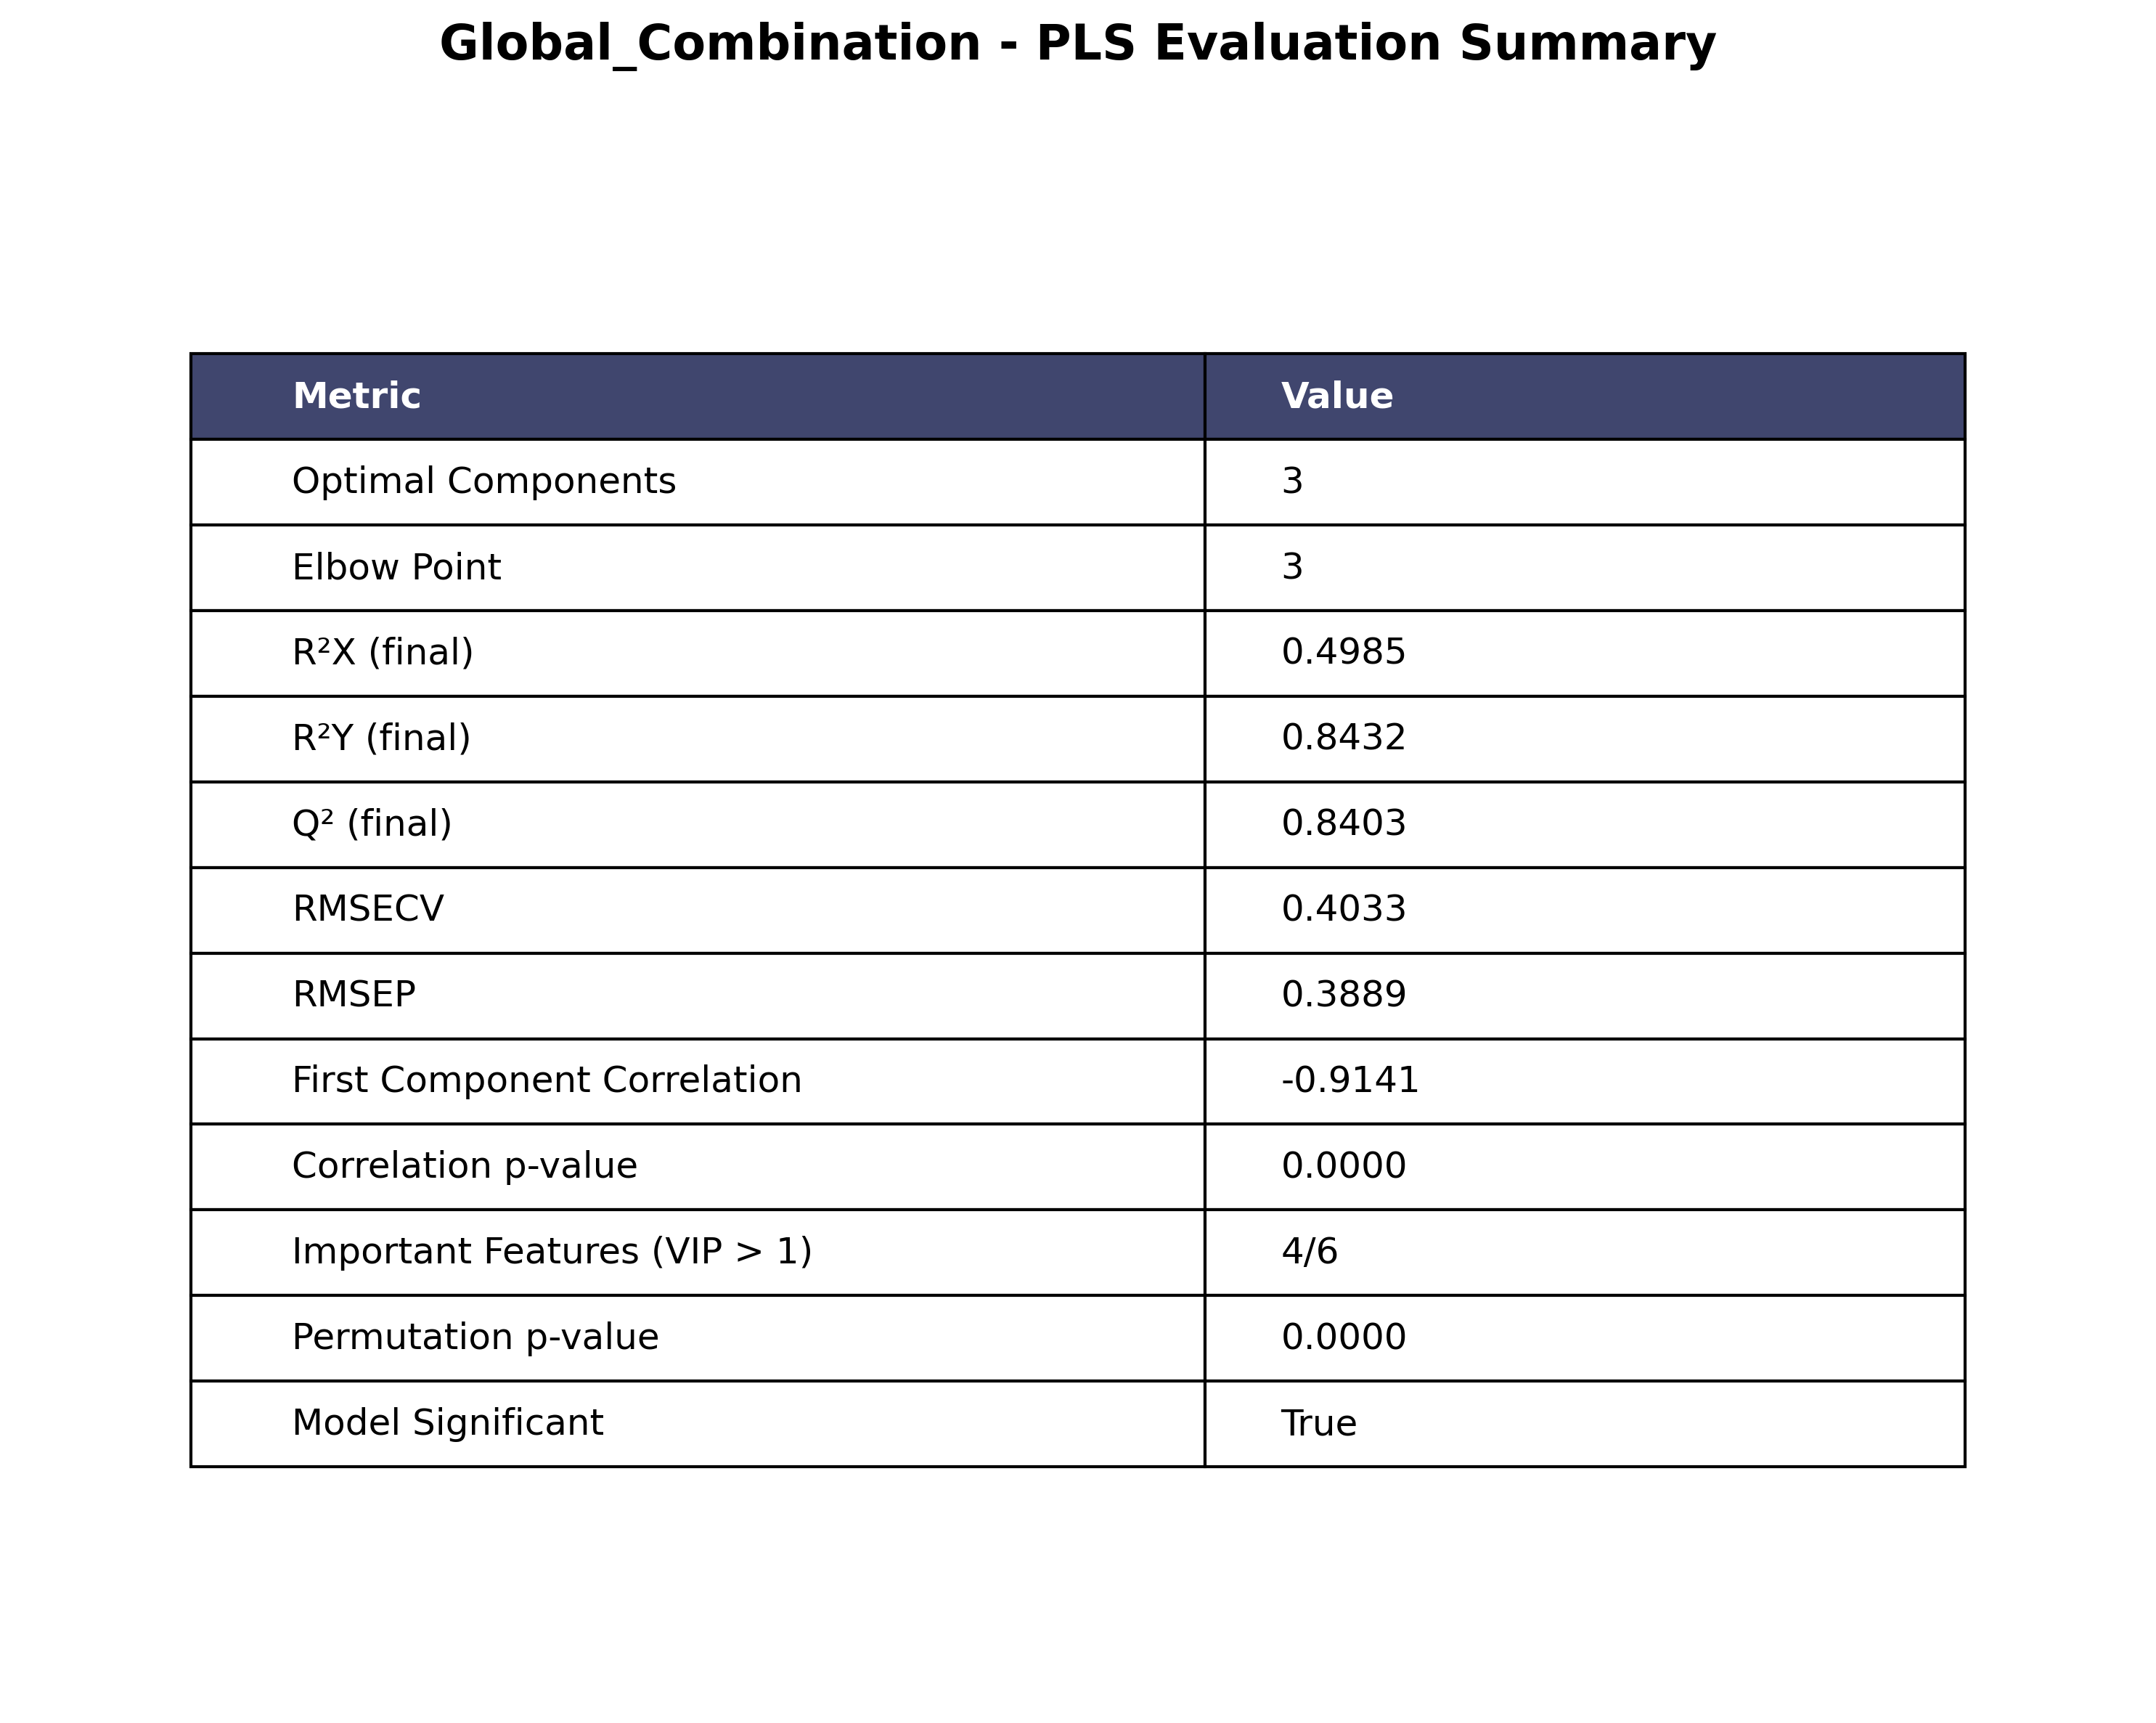 Global_Combination - PLS Evaluation Summary
Metric Value
Optimal Components 3
Elbow Point 3
R²X (final) 0.4985
R²Y (final) 0.8432
Q² (final) 0.8403
RMSECV 0.4033
RMSEP 0.3889
First Component Correlation -0.9141
Correlation p-value 0.0000
Important Features (VIP > 1) 4/6
Permutation p-value 0.0000
Model Significant True